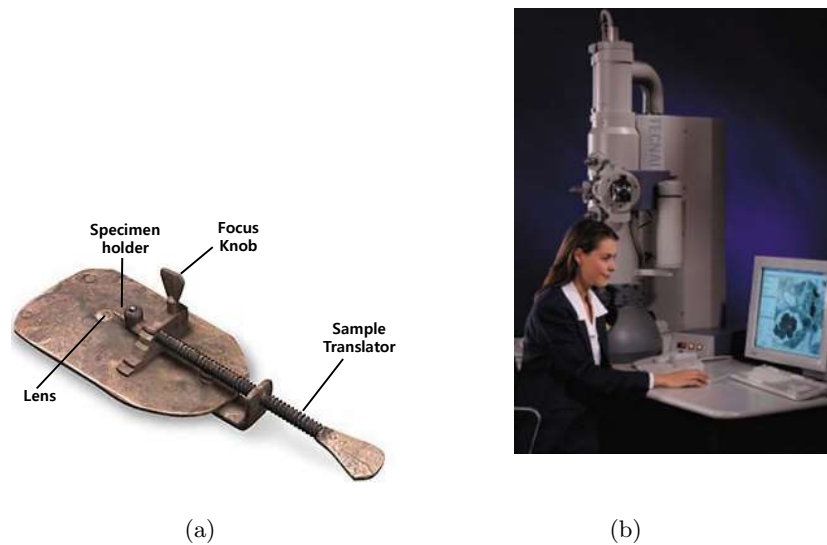 Specimen
holder
Focus
Knob
Sample
Translator
Lens
TECNAI
(a)
(b)